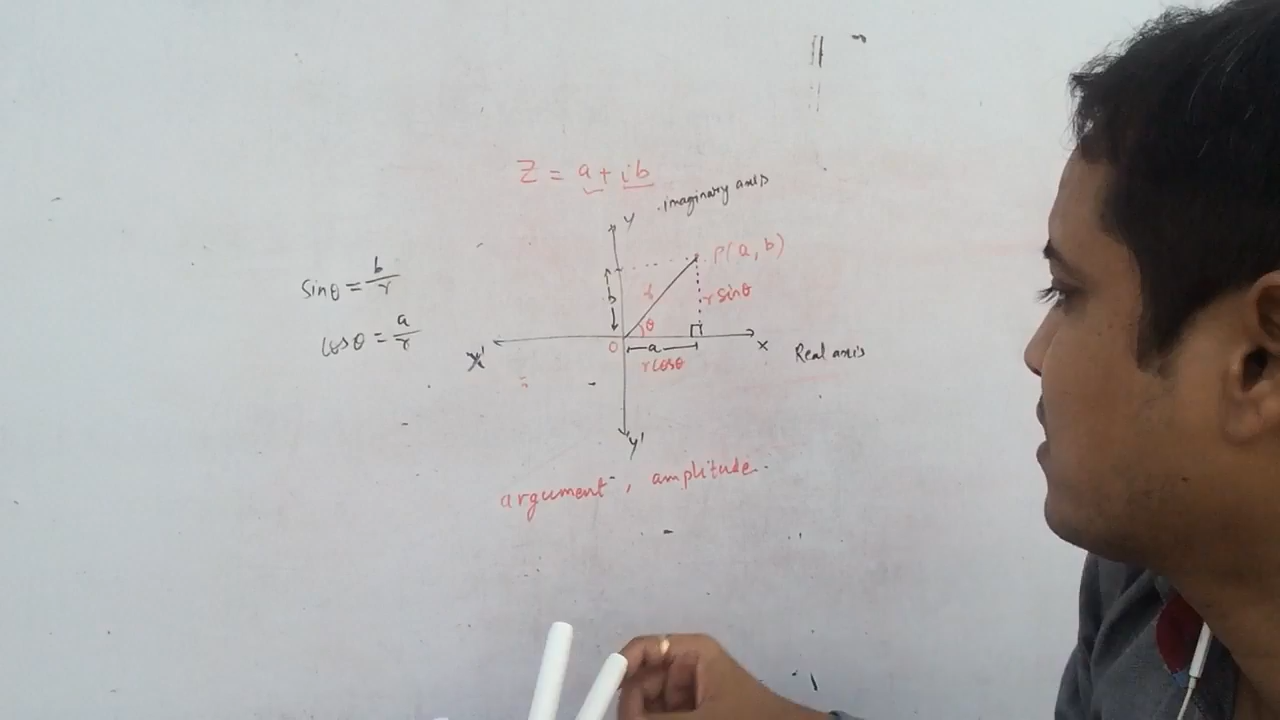 Z = a + ib
y
imaginary axis
P(a, b)
sinθ = b/r
b
r
r sinθ
cosθ = a/r
θ
X'
O
a
x
Real axis
r cosθ
y'
argument, amplitude.